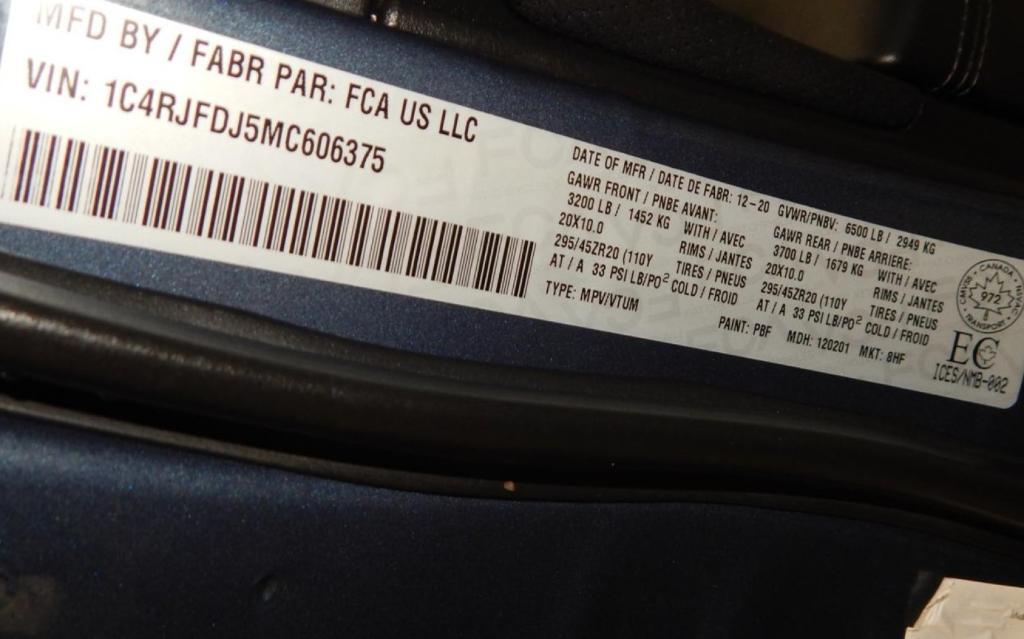 MFD BY / FABR PAR: FCA US LLC
VIN: 1C4RJFDJ5MC606375
DATE OF MFR / DATE DE FABR: 12-20 GVWR/PNBV: 6500 LB / 2949 KG
GAWR FRONT / PNBE AVANT: GAWR REAR / PNBE ARRIERE:
3200 LB / 1452 KG WITH / AVEC 3700 LB / 1679 KG WITH / AVEC
20X10.0 RIMS / JANTES 20X10.0 RIMS / JANTES
295/45ZR20 (110Y TIRES / PNEUS 295/45ZR20 (110Y TIRES / PNEUS
AT / A 33 PSI LB/PO² COLD / FROID AT / A 33 PSI LB/PO² COLD / FROID
TYPE: MPV/VTUM PAINT: PBF MDH: 120201 MKT: 8HF
CANADA
972
TRANSPORT
EC
ICES/NMB-002